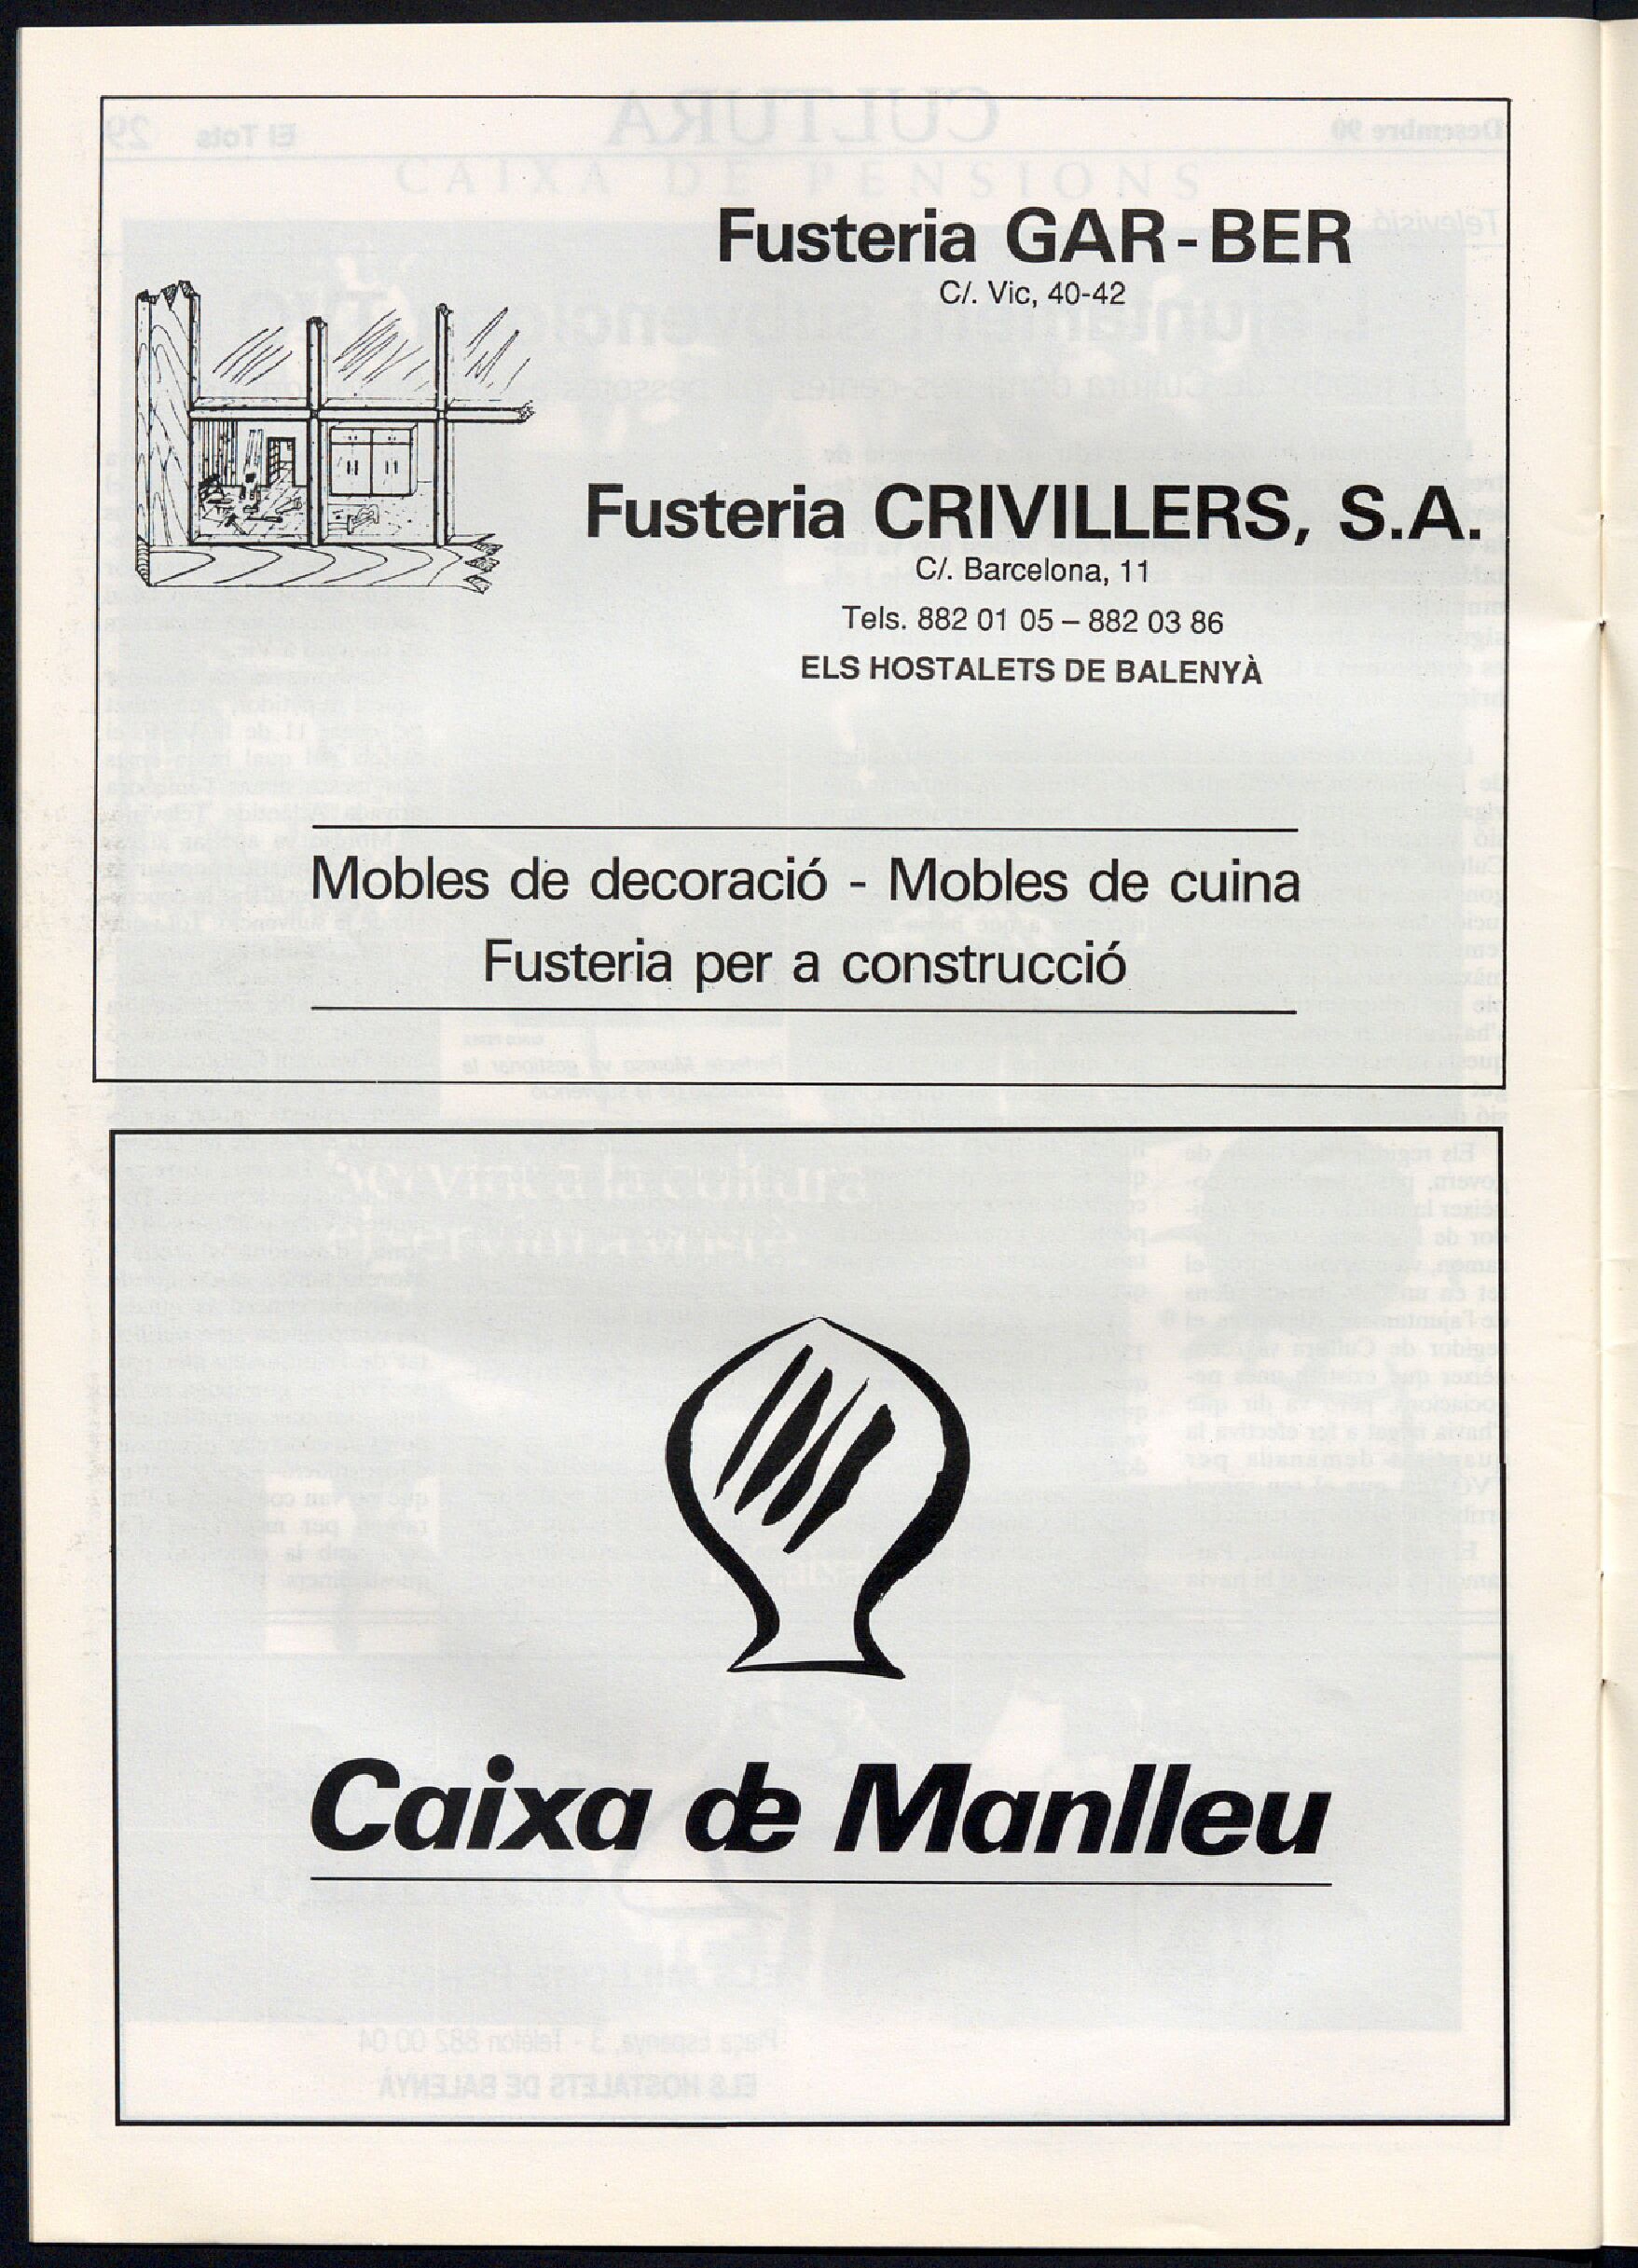 Fusteria GAR-BER
C/. Vic, 40-42
Fusteria CRIVILLERS, S.A.
C/. Barcelona, 11
Tels. 882 01 05 – 882 03 86
ELS HOSTALETS DE BALENYÀ
Mobles de decoració - Mobles de cuina
Fusteria per a construcció
Caixa de Manlleu